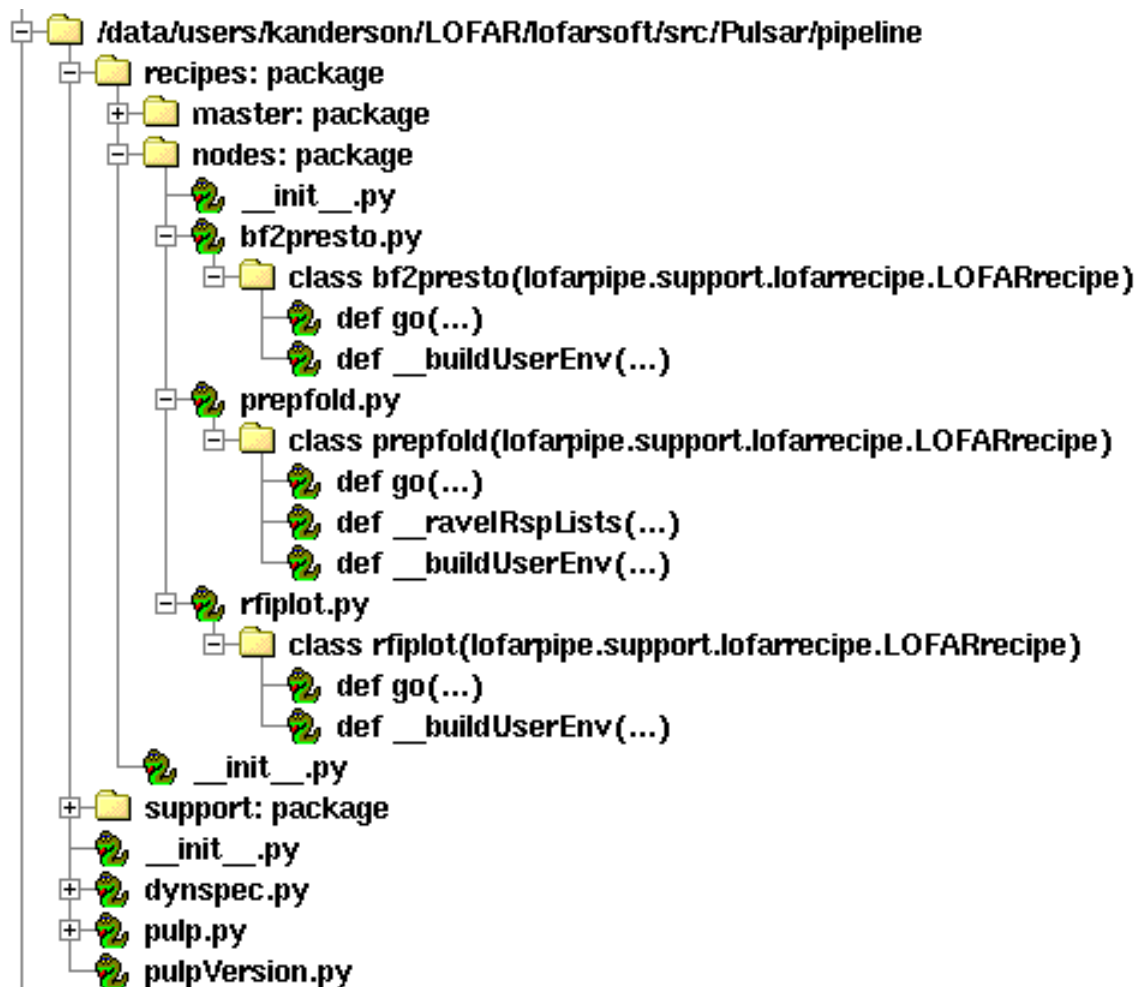 /data/users/kanderson/LOFAR/lofarsoft/src/Pulsar/pipeline
recipes: package
master: package
nodes: package
__init__.py
bf2presto.py
class bf2presto(lofarpipe.support.lofarrecipe.LOFARrecipe)
def go(...)
def __buildUserEnv(...)
prepfold.py
class prepfold(lofarpipe.support.lofarrecipe.LOFARrecipe)
def go(...)
def __ravelRspLists(...)
def __buildUserEnv(...)
rfiplot.py
class rfiplot(lofarpipe.support.lofarrecipe.LOFARrecipe)
def go(...)
def __buildUserEnv(...)
__init__.py
support: package
__init__.py
dynspec.py
pulp.py
pulpVersion.py